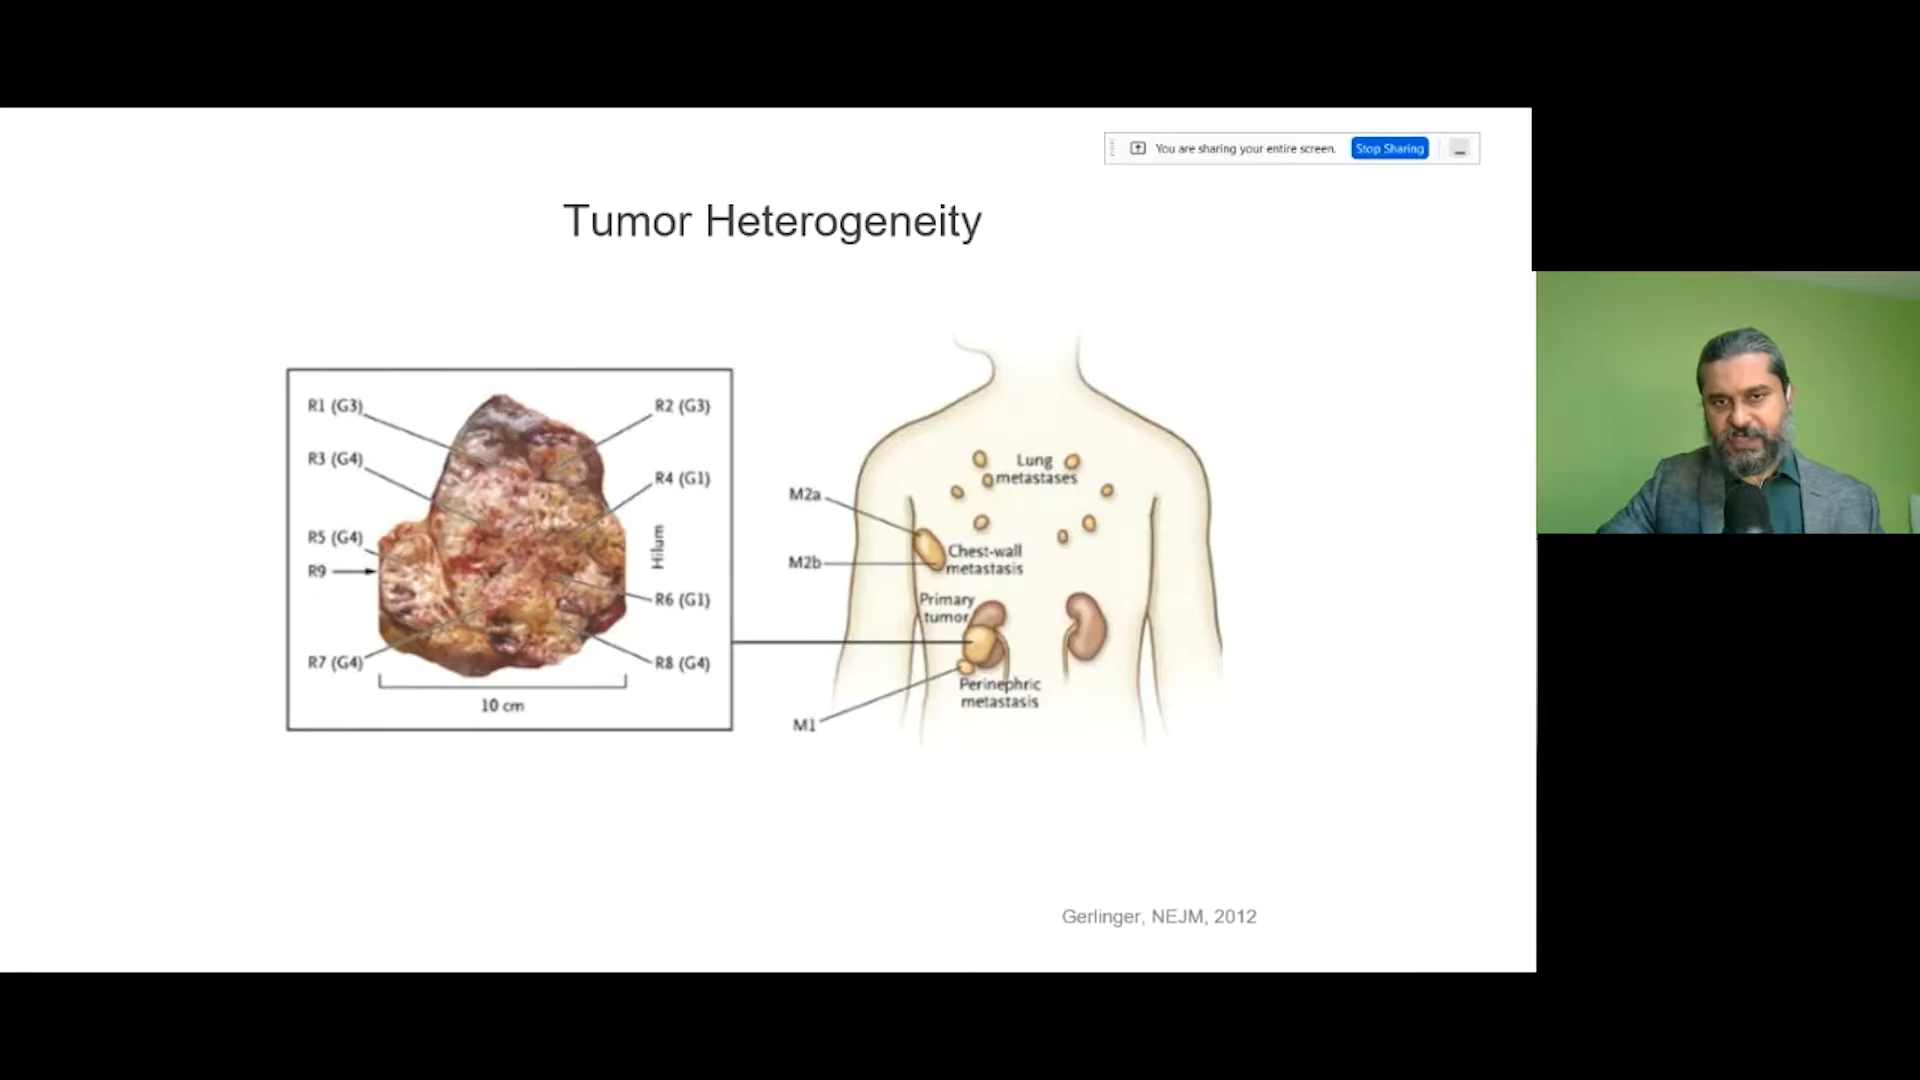 You are sharing your entire screen.
Stop Sharing
Tumor Heterogeneity
R1 (G3)
R2 (G3)
R3 (G4)
R4 (G1)
R5 (G4)
R9
Hilum
R6 (G1)
R7 (G4)
R8 (G4)
10 cm
Lung
metastases
M2a
M2b
Chest-wall
metastasis
Primary
tumor
Perinephric
metastasis
M1
Gerlinger, NEJM, 2012